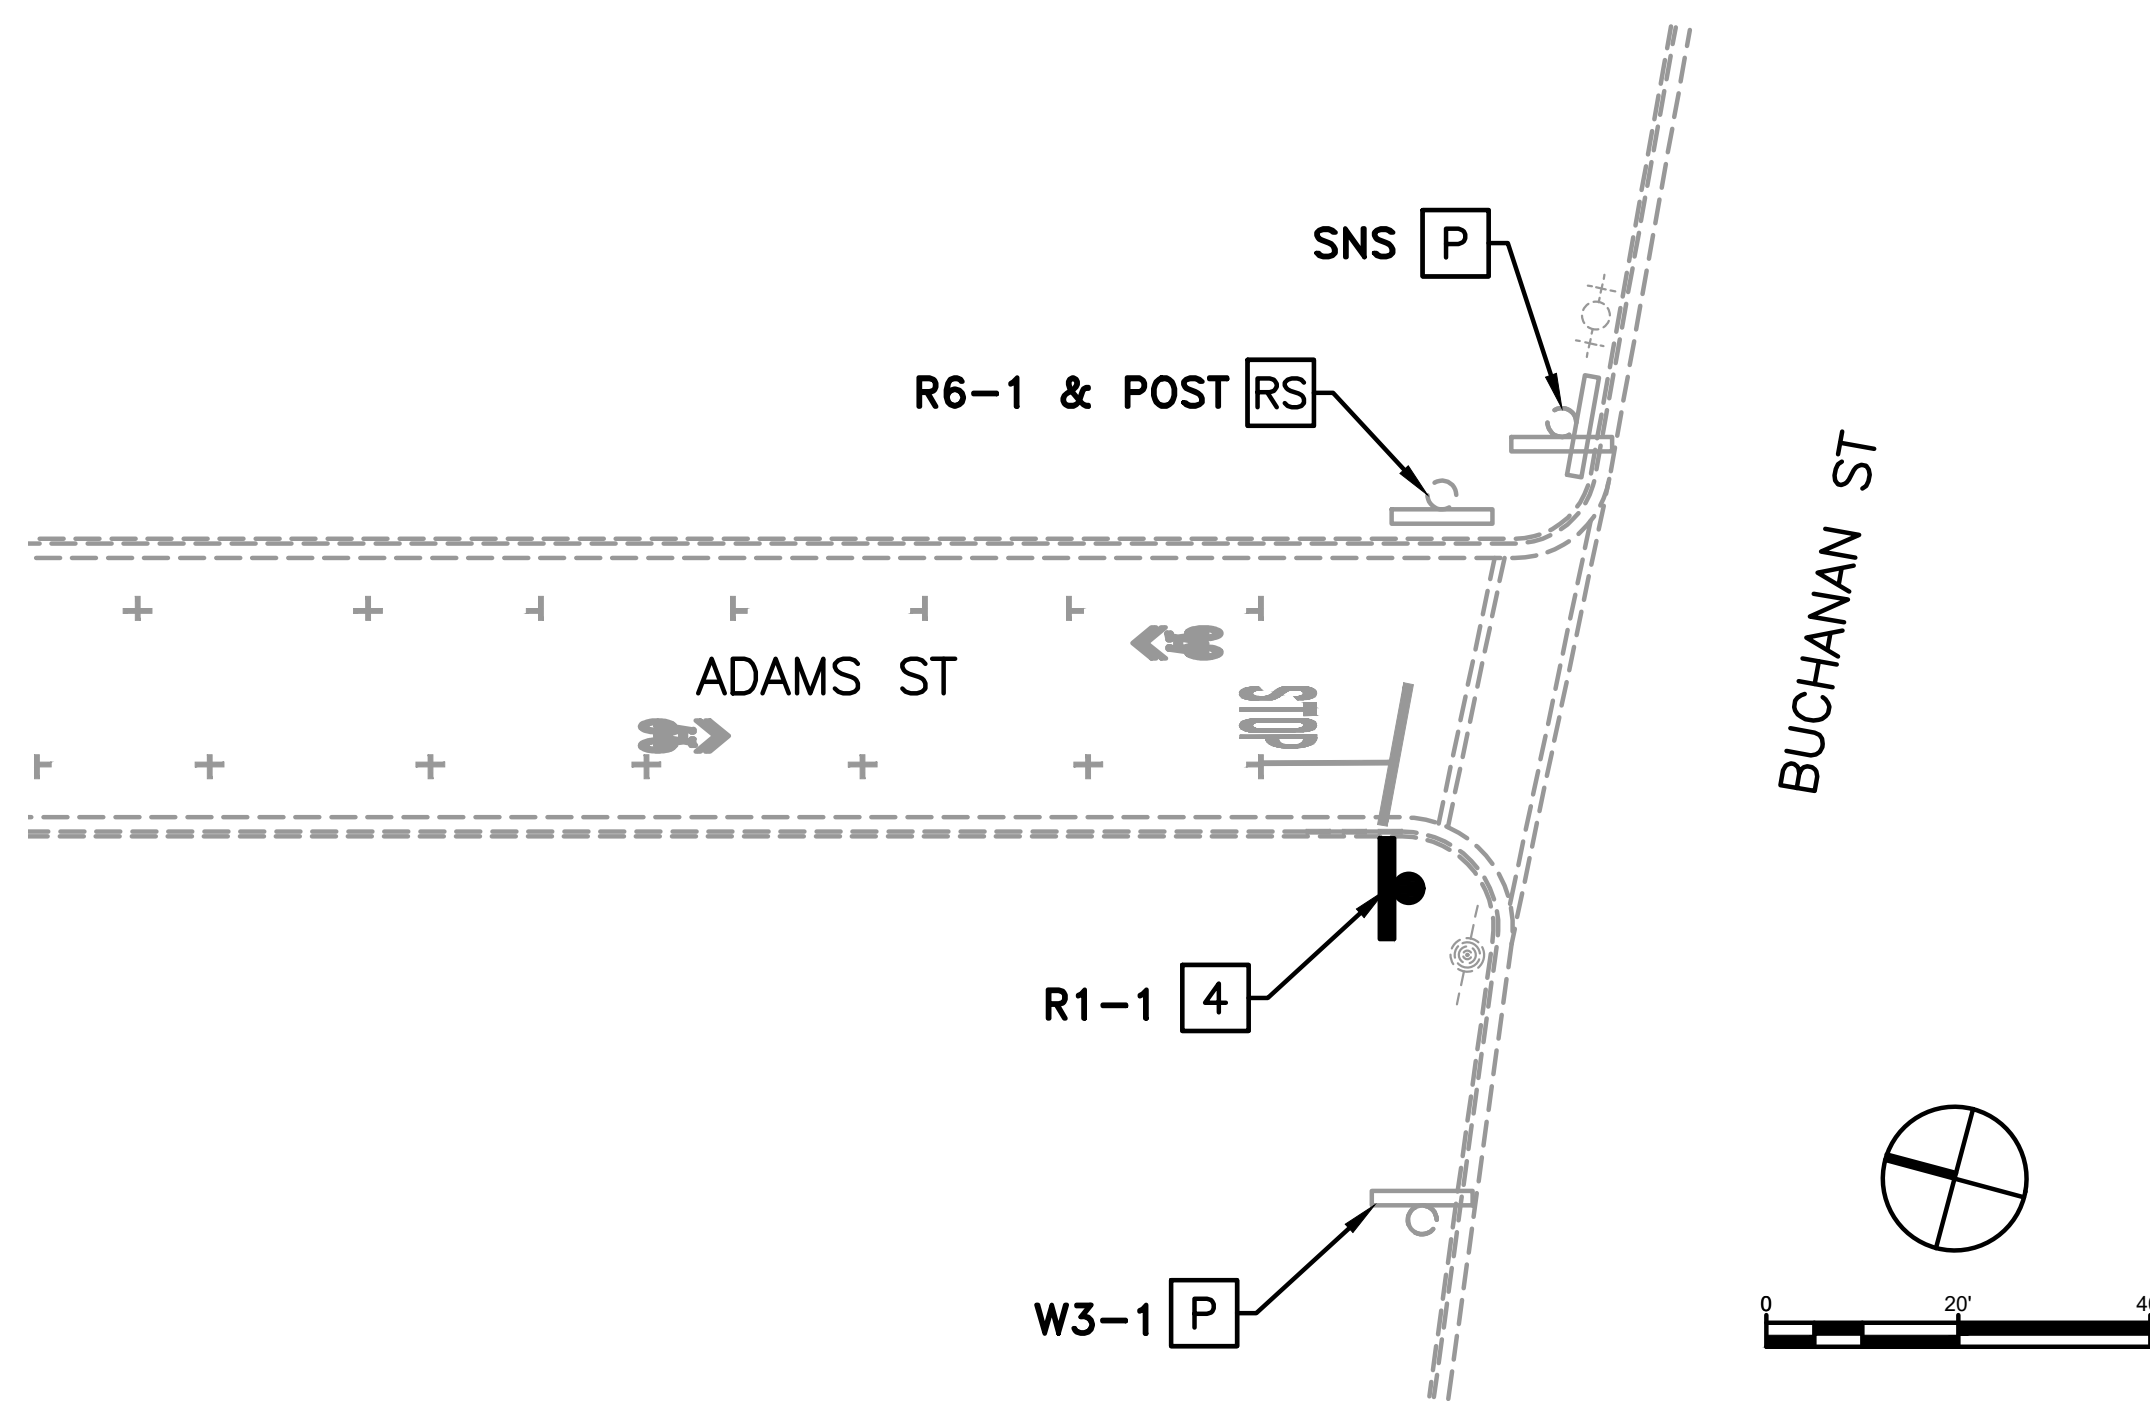 SNS P
R6-1 & POST RS
ADAMS ST
STOP
BUCHANAN ST
R1-1 4
W3-1 P
0 20'